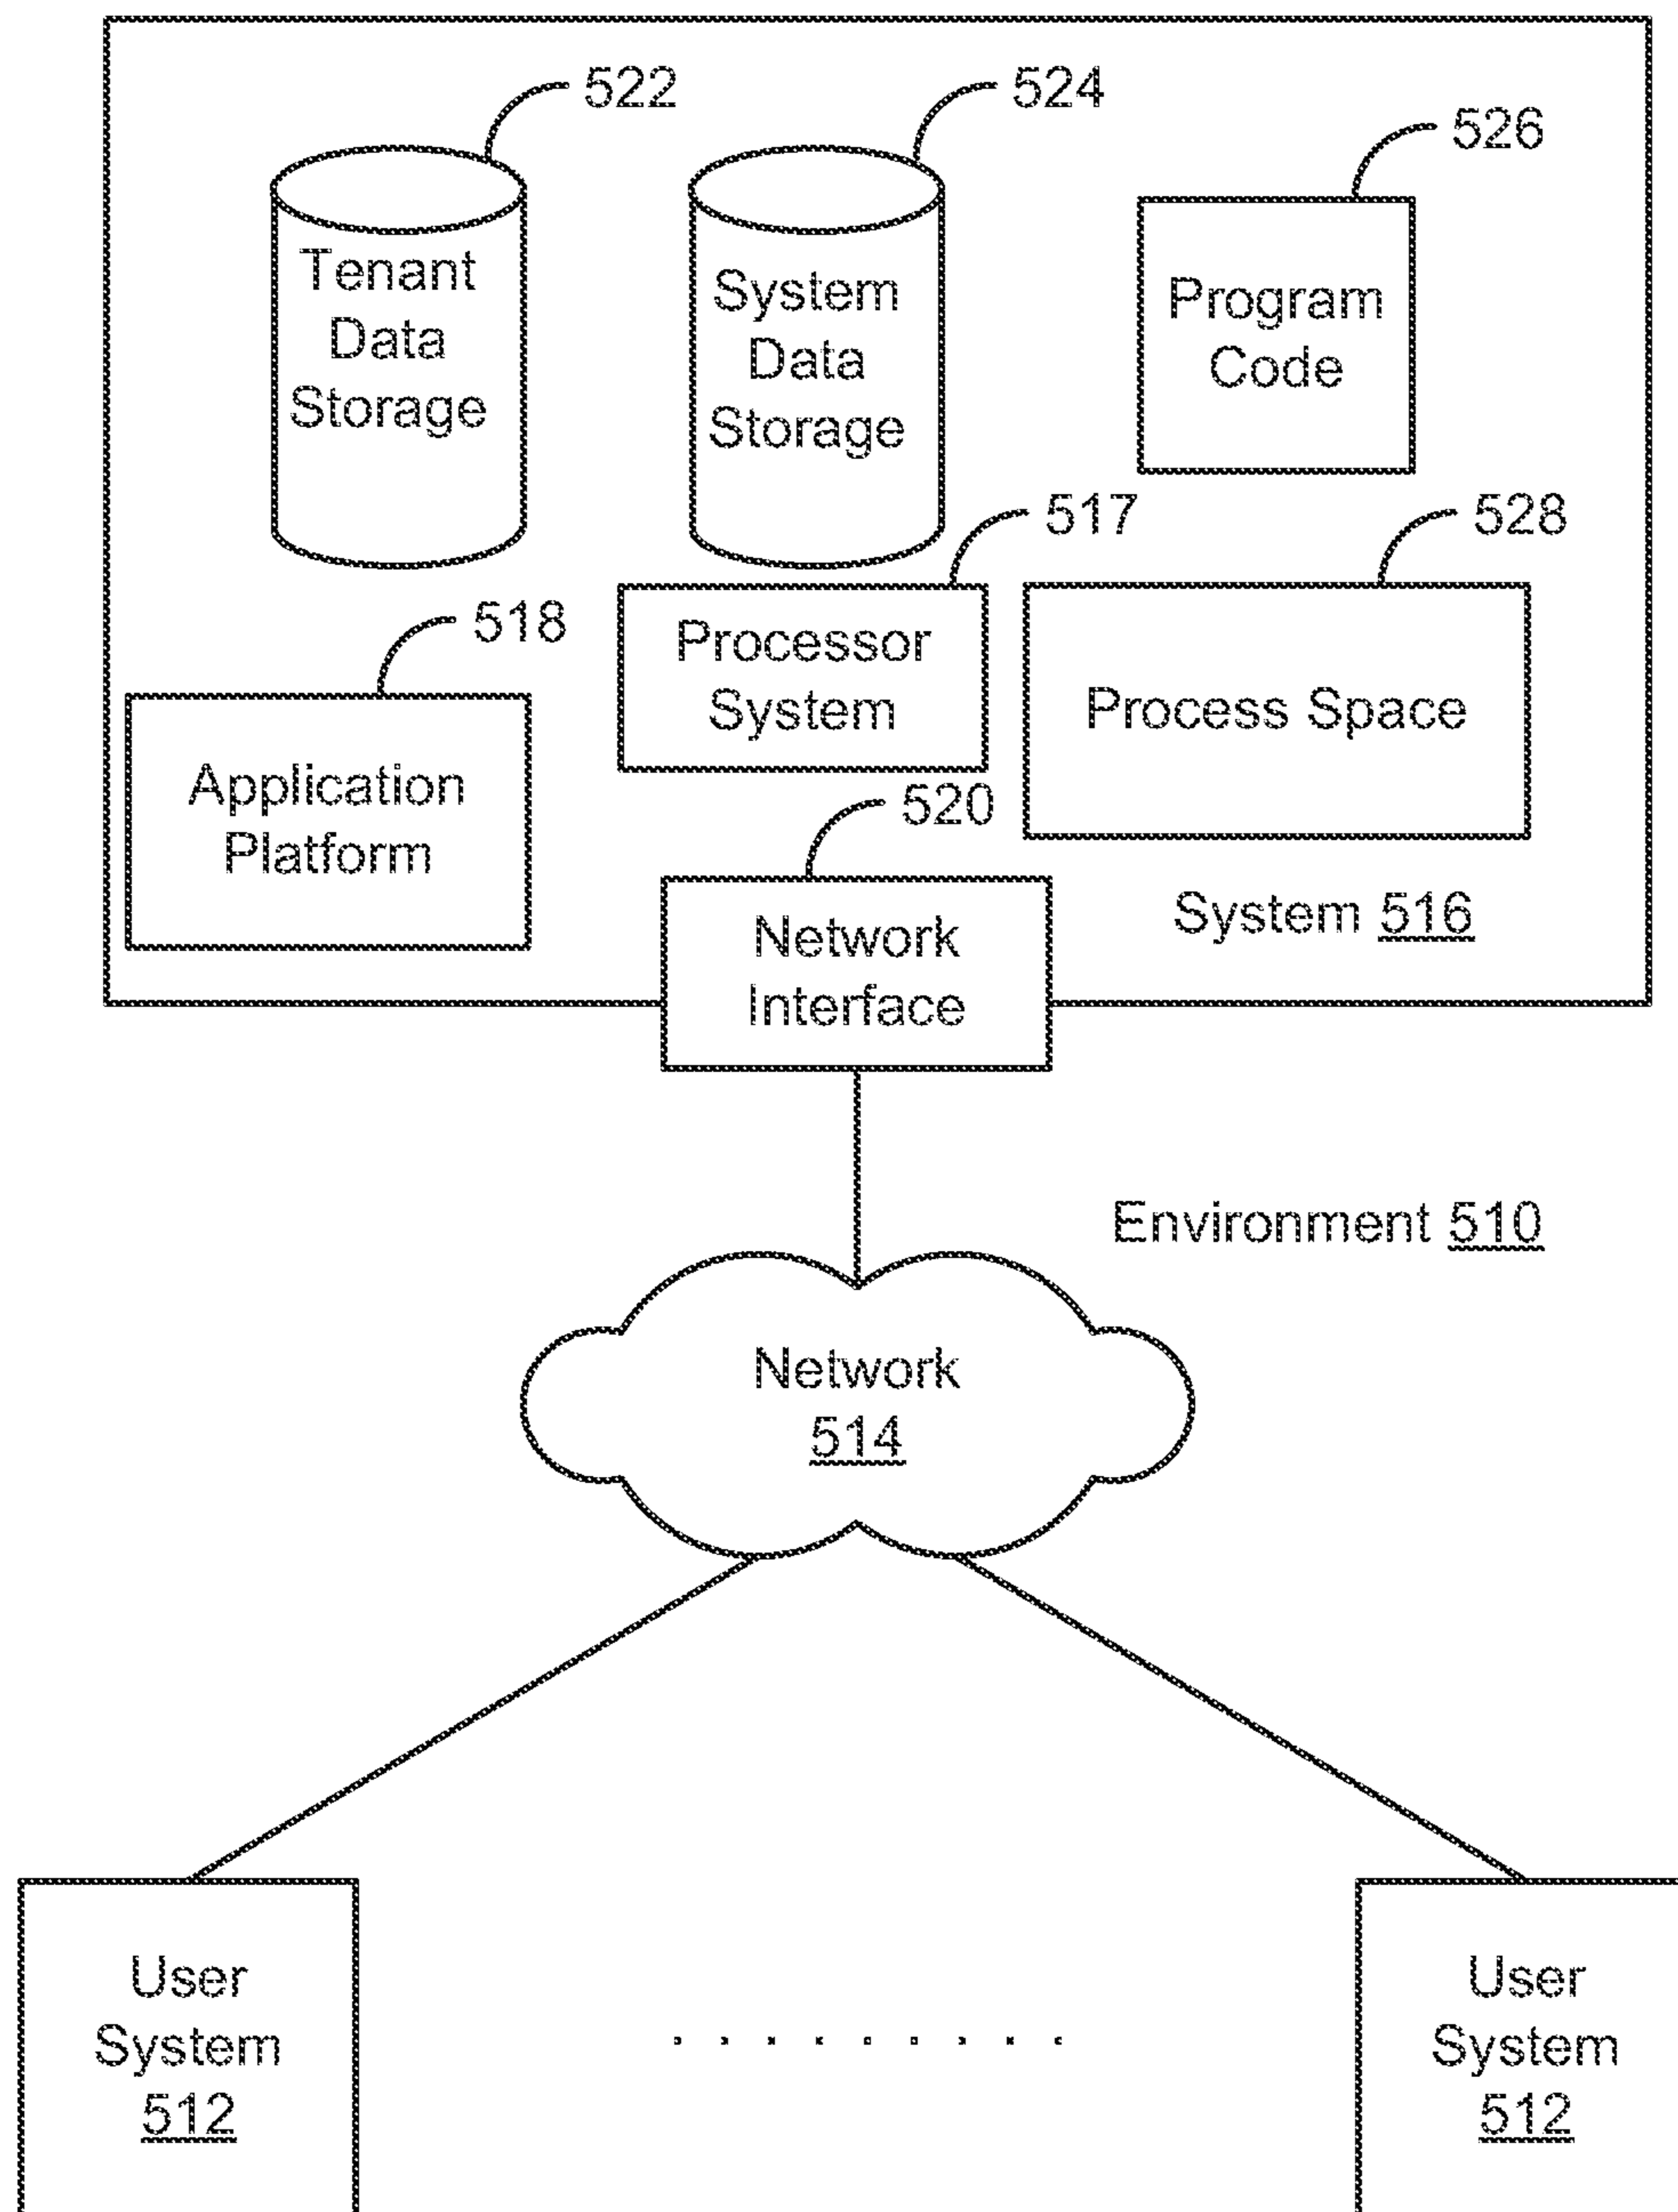 522
524
526
Tenant
Data
Storage
System
Data
Storage
Program
Code
517
528
518
Processor
System
Process Space
Application
Platform
520
Network
Interface
System 516
Environment 510
Network
514
User
System
512
User
System
512